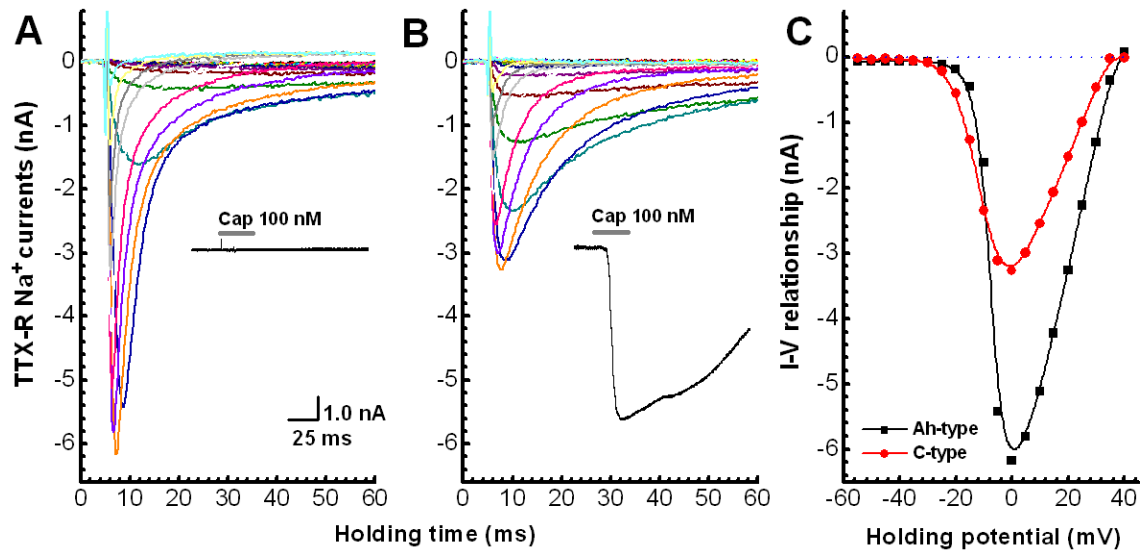 A
B
C
TTX-R Na+ currents (nA)
0
-1
-2
-3
-4
-5
-6
Cap 100 nM
1.0 nA
25 ms
0 10 20 30 40 50 60
0
-1
-2
-3
-4
-5
-6
Cap 100 nM
0 10 20 30 40 50 60
Holding time (ms)
I-V relationship (nA)
0
-1
-2
-3
-4
-5
-6
Ah-type
C-type
-60 -40 -20 0 20 40
Holding potential (mV)